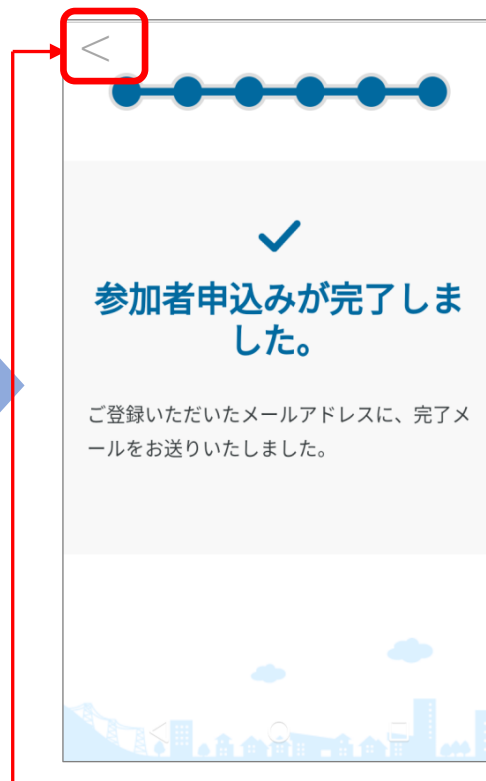 参加者申込みが完了しま
した。
ご登録いただいたメールアドレスに、完了メ
ールをお送りいたしました。